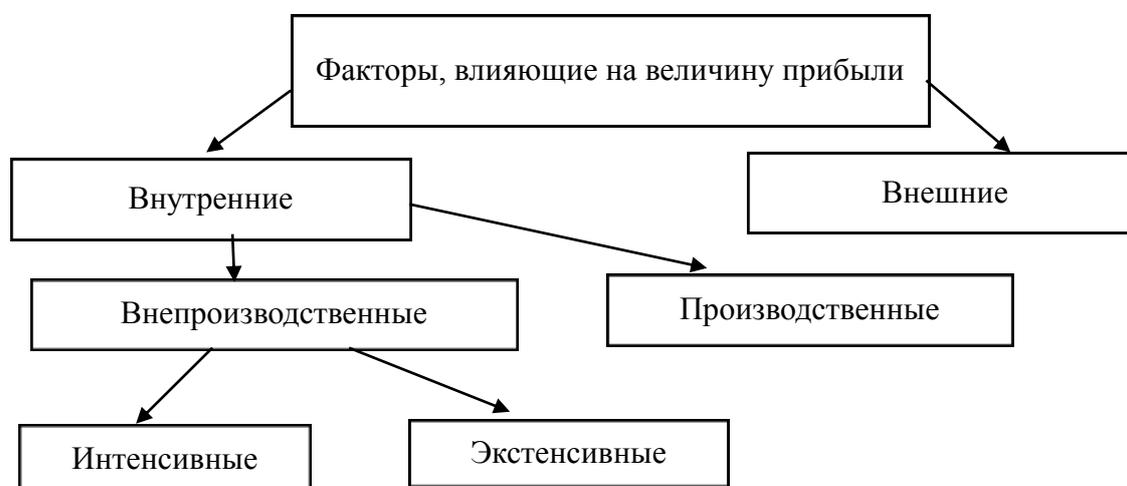 Факторы, влияющие на величину прибыли
Внутренние
Внешние
Внепроизводственные
Производственные
Интенсивные
Экстенсивные